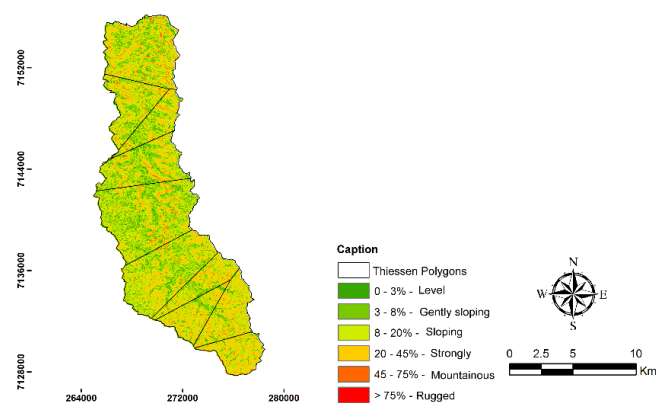 7152000
7144000
7136000
7128000
264000
272000
280000
Caption
Thiessen Polygons
0 - 3% - Level
3 - 8% - Gently sloping
8 - 20% - Sloping
20 - 45% - Strongly
45 - 75% - Mountainous
> 75% - Rugged
N
W
E
S
0 2.5 5 10
Km